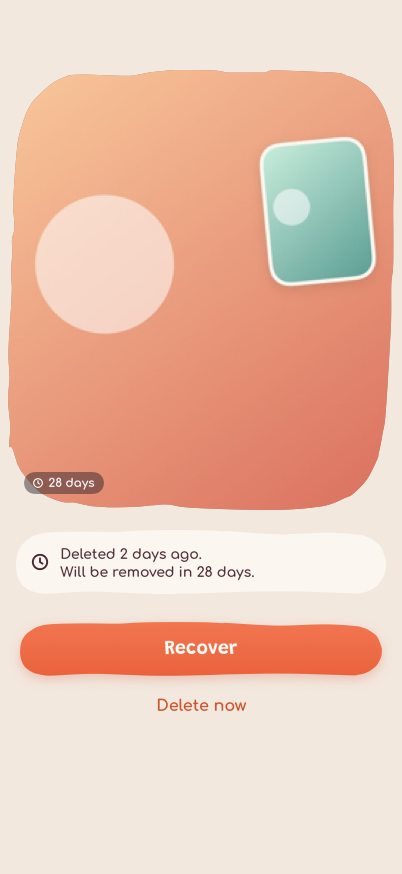 28 days
Deleted 2 days ago.
Will be removed in 28 days.
Recover
Delete now